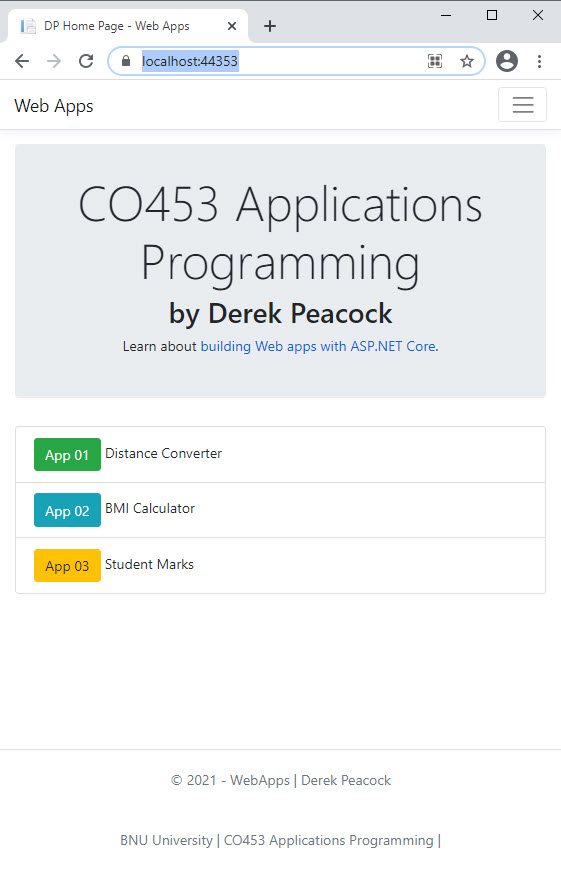 DP Home Page - Web Apps
localhost:44353
Web Apps
CO453 Applications
Programming
by Derek Peacock
Learn about building Web apps with ASP.NET Core.
App 01 Distance Converter
App 02 BMI Calculator
App 03 Student Marks
© 2021 - WebApps | Derek Peacock
BNU University | CO453 Applications Programming |